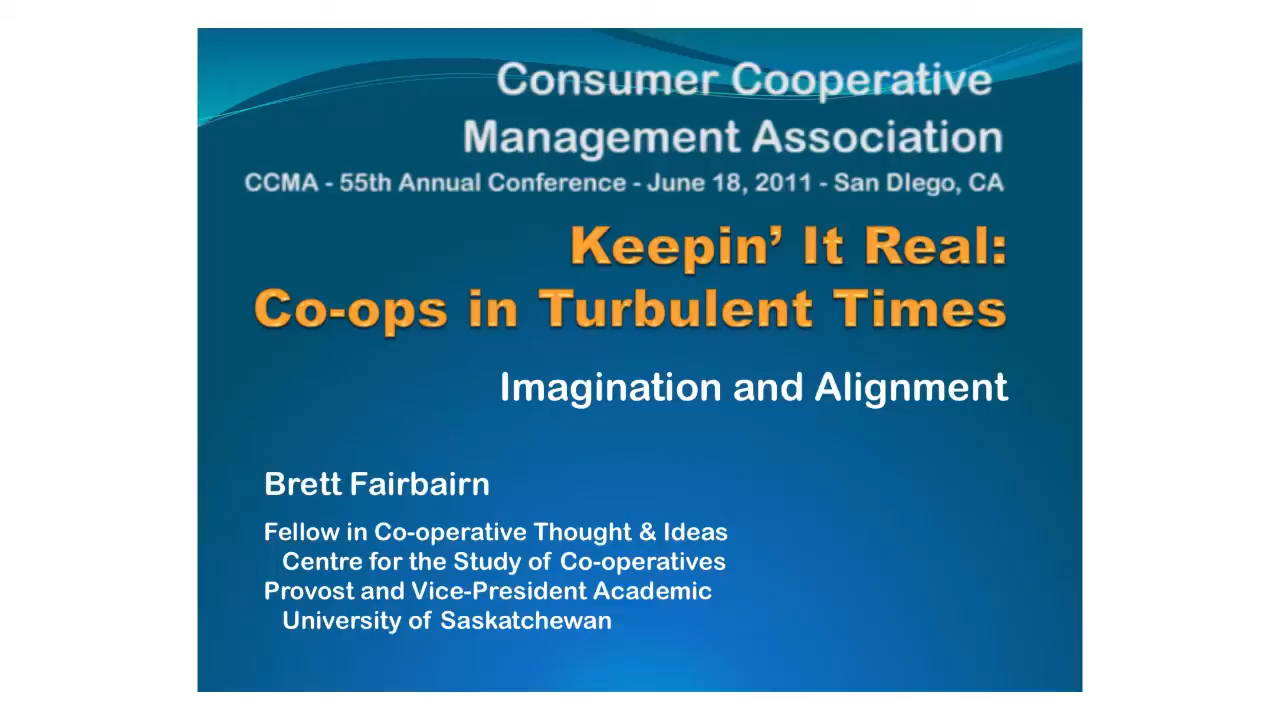 Consumer Cooperative
Management Association
CCMA - 55th Annual Conference - June 18, 2011 - San DIego, CA
Keepin’ It Real:
Co-ops in Turbulent Times
Imagination and Alignment
Brett Fairbairn
Fellow in Co-operative Thought & Ideas
Centre for the Study of Co-operatives
Provost and Vice-President Academic
University of Saskatchewan